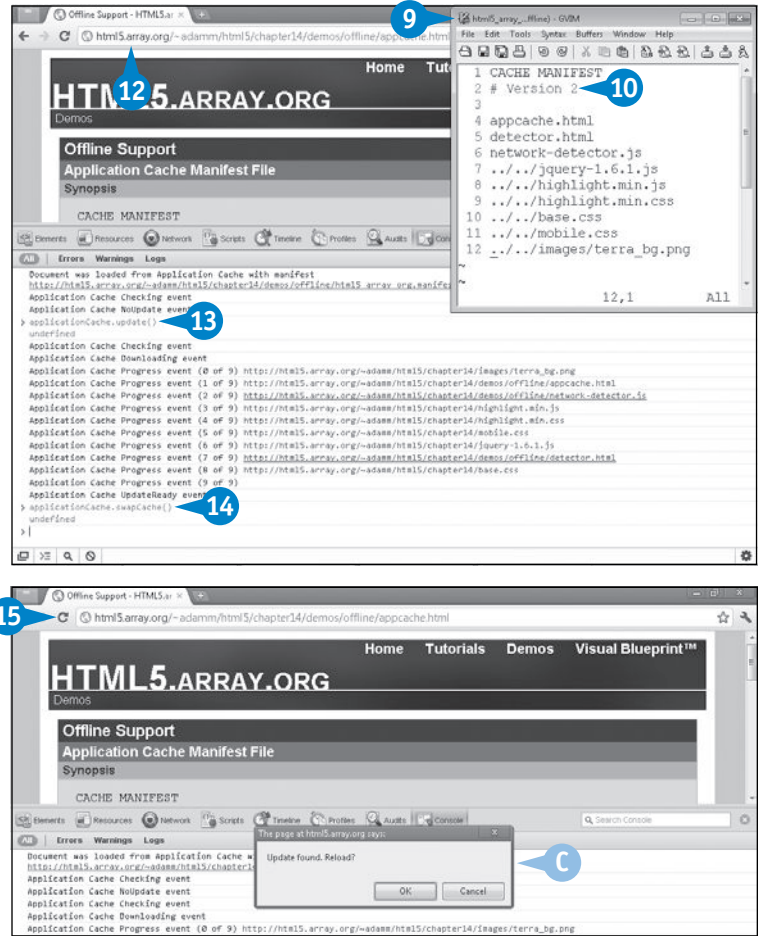 Offline Support - HTML5.ar ×
html5.array.org/~adamm/html5/chapter14/demos/offline/appcache.html
12
Home Tut
HTML5.ARRAY.ORG
Demos
Offline Support
Application Cache Manifest File
Synopsis
CACHE MANIFEST
9
html5_array_...ffline) - GVIM
File Edit Tools Syntax Buffers Window Help
1 CACHE MANIFEST
2 # Version 2
10
3
4 appcache.html
5 detector.html
6 network-detector.js
7 ../../jquery-1.6.1.js
8 ../../highlight.min.js
9 ../../highlight.min.css
10 ../../base.css
11 ../../mobile.css
12 ../../images/terra_bg.png
~
~
12,1 All
Elements Resources Network Scripts Timeline Profiles Audits Con
All Errors Warnings Logs
Document was loaded from Application Cache with manifest
http://html5.array.org/~adamm/html5/chapter14/demos/offline/html5_array_org.manife
Application Cache Checking event
Application Cache NoUpdate event
> applicationCache.update()
13
undefined
Application Cache Checking event
Application Cache Downloading event
Application Cache Progress event (0 of 9) http://html5.array.org/~adamm/html5/chapter14/images/terra_bg.png
Application Cache Progress event (1 of 9) http://html5.array.org/~adamm/html5/chapter14/demos/offline/appcache.html
Application Cache Progress event (2 of 9) http://html5.array.org/~adamm/html5/chapter14/demos/offline/network-detector.js
Application Cache Progress event (3 of 9) http://html5.array.org/~adamm/html5/chapter14/highlight.min.js
Application Cache Progress event (4 of 9) http://html5.array.org/~adamm/html5/chapter14/highlight.min.css
Application Cache Progress event (5 of 9) http://html5.array.org/~adamm/html5/chapter14/mobile.css
Application Cache Progress event (6 of 9) http://html5.array.org/~adamm/html5/chapter14/jquery-1.6.1.js
Application Cache Progress event (7 of 9) http://html5.array.org/~adamm/html5/chapter14/demos/offline/detector.html
Application Cache Progress event (8 of 9) http://html5.array.org/~adamm/html5/chapter14/base.css
Application Cache Progress event (9 of 9)
Application Cache UpdateReady event
> applicationCache.swapCache()
14
undefined
>
Offline Support - HTML5.ar ×
15
html5.array.org/~adamm/html5/chapter14/demos/offline/appcache.html
Home Tutorials Demos Visual Blueprint™
HTML5.ARRAY.ORG
Demos
Offline Support
Application Cache Manifest File
Synopsis
CACHE MANIFEST
Elements Resources Network Scripts Timeline Profiles Audits Console
Search Console
All Errors Warnings Logs
The page at html5.array.org says:
Update found. Reload?
OK Cancel
C
Document was loaded from Application Cache w
http://html5.array.org/~adamm/html5/chapter1
Application Cache Checking event
Application Cache NoUpdate event
Application Cache Checking event
Application Cache Downloading event
Application Cache Progress event (0 of 9) http://html5.array.org/~adamm/html5/chapter14/images/terra_bg.png